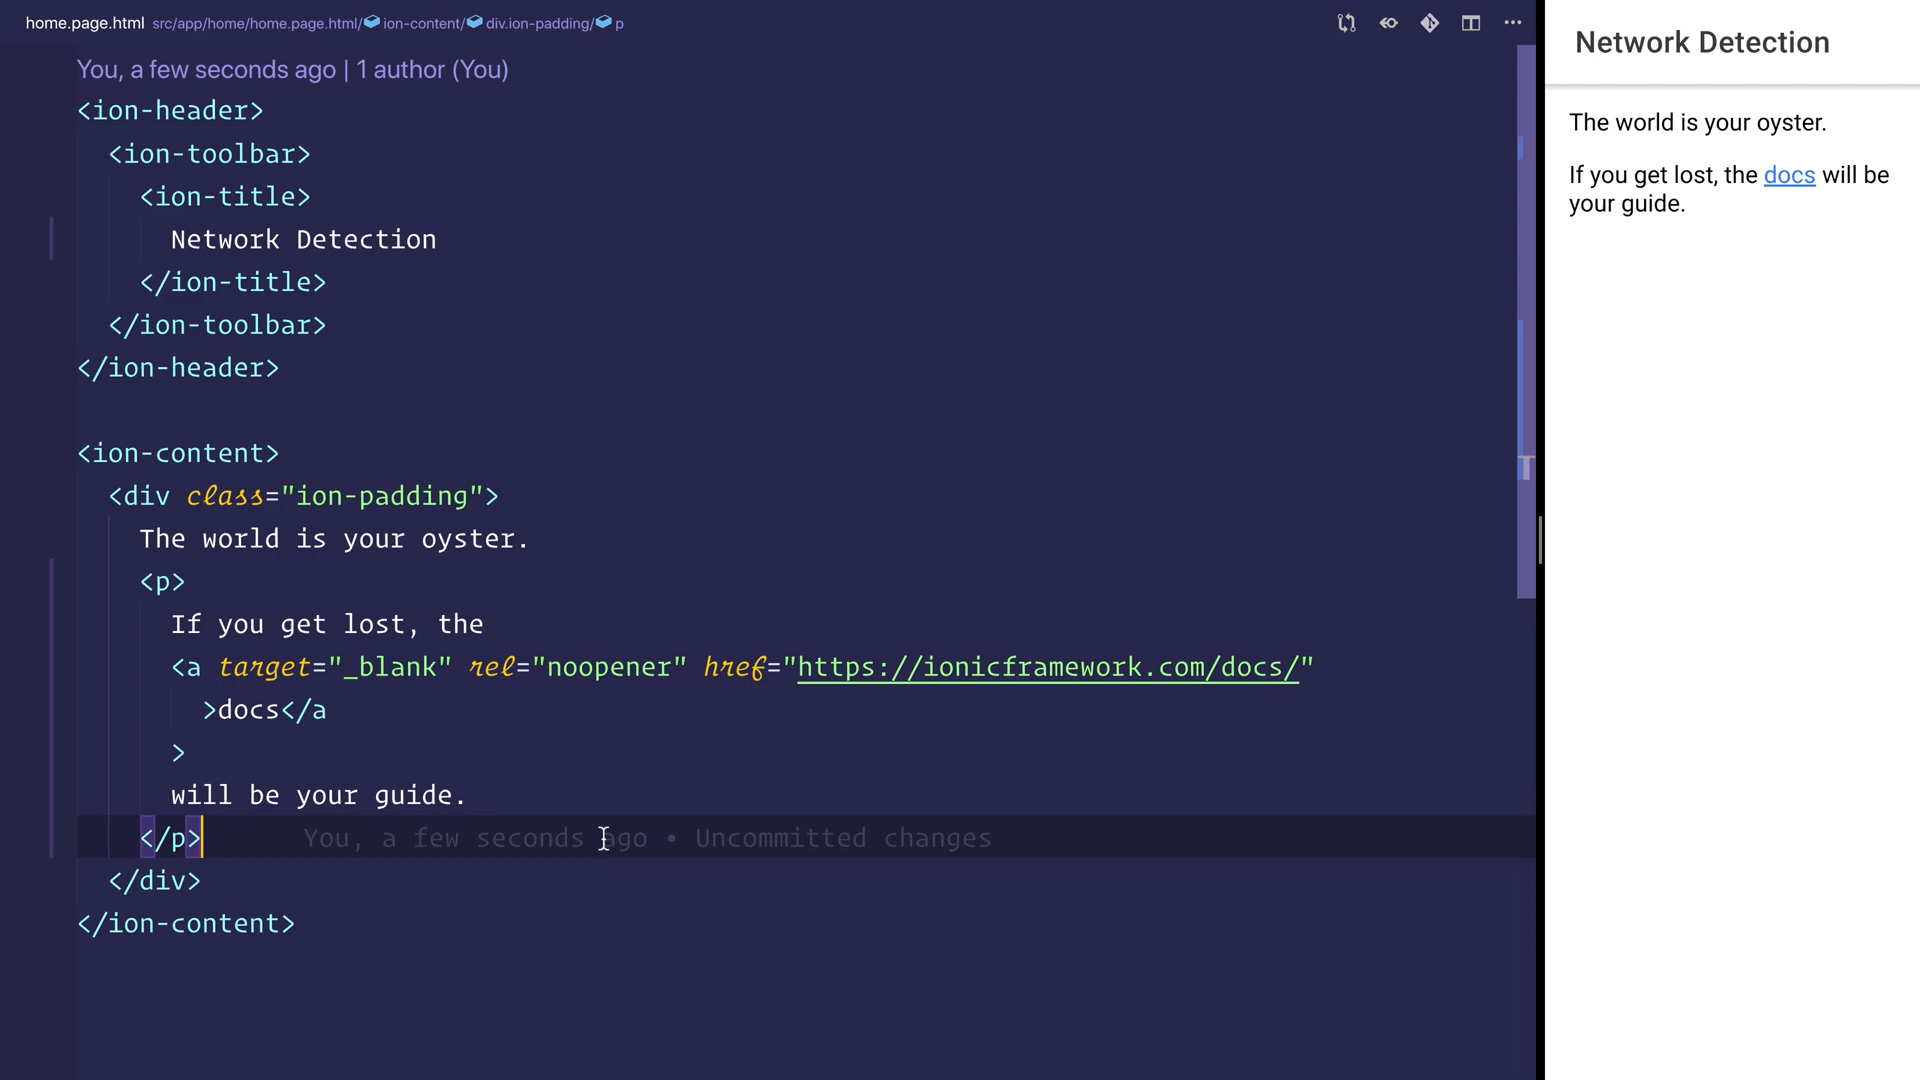 home.page.html src/app/home/home.page.html/ ion-content/ div.ion-padding/ p
You, a few seconds ago | 1 author (You)
<ion-header>
<ion-toolbar>
<ion-title>
Network Detection
</ion-title>
</ion-toolbar>
</ion-header>
<ion-content>
<div class="ion-padding">
The world is your oyster.
<p>
If you get lost, the
<a target="_blank" rel="noopener" href="https://ionicframework.com/docs/"
>docs</a
>
will be your guide.
</p> You, a few seconds ago • Uncommitted changes
</div>
</ion-content>
Network Detection
The world is your oyster.
If you get lost, the docs will be
your guide.